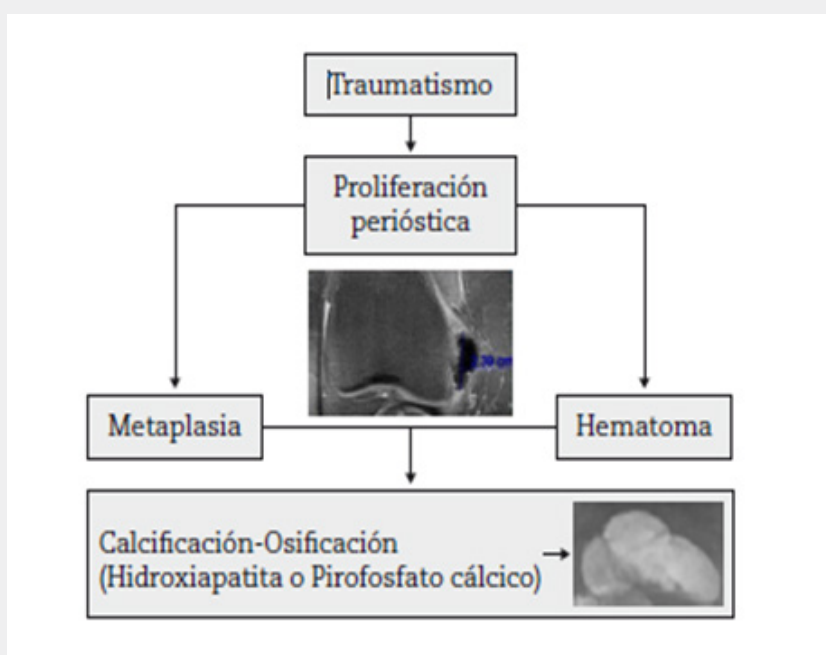 Traumatismo
Proliferación
perióstica
Metaplasia
Hematoma
Calcificación-Osificación
(Hidroxiapatita o Pirofosfato cálcico)